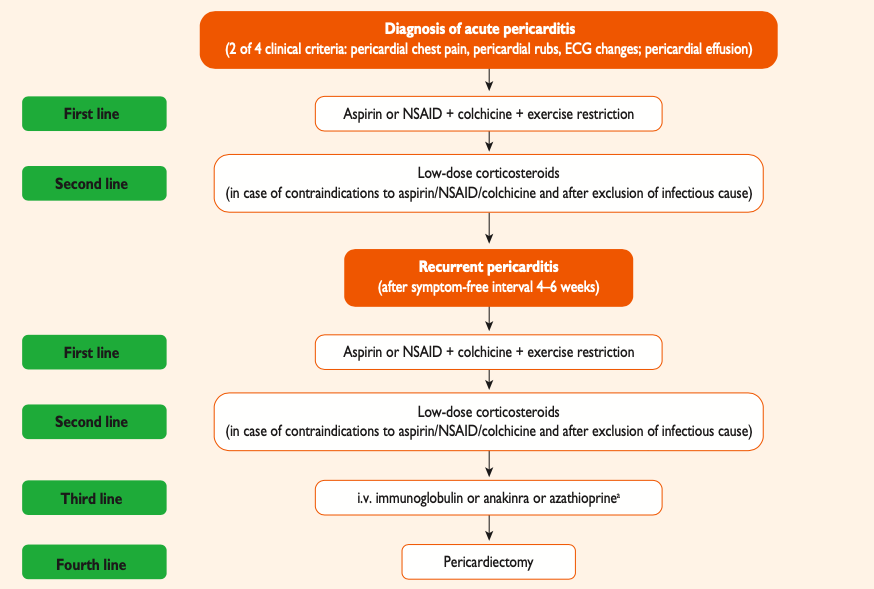 Diagnosis of acute pericarditis
(2 of 4 clinical criteria: pericardial chest pain, pericardial rubs, ECG changes; pericardial effusion)
First line
Aspirin or NSAID + colchicine + exercise restriction
Second line
Low-dose corticosteroids
(in case of contraindications to aspirin/NSAID/colchicine and after exclusion of infectious cause)
Recurrent pericarditis
(after symptom-free interval 4–6 weeks)
First line
Aspirin or NSAID + colchicine + exercise restriction
Second line
Low-dose corticosteroids
(in case of contraindications to aspirin/NSAID/colchicine and after exclusion of infectious cause)
Third line
i.v. immunoglobulin or anakinra or azathioprineᵃ
Fourth line
Pericardiectomy